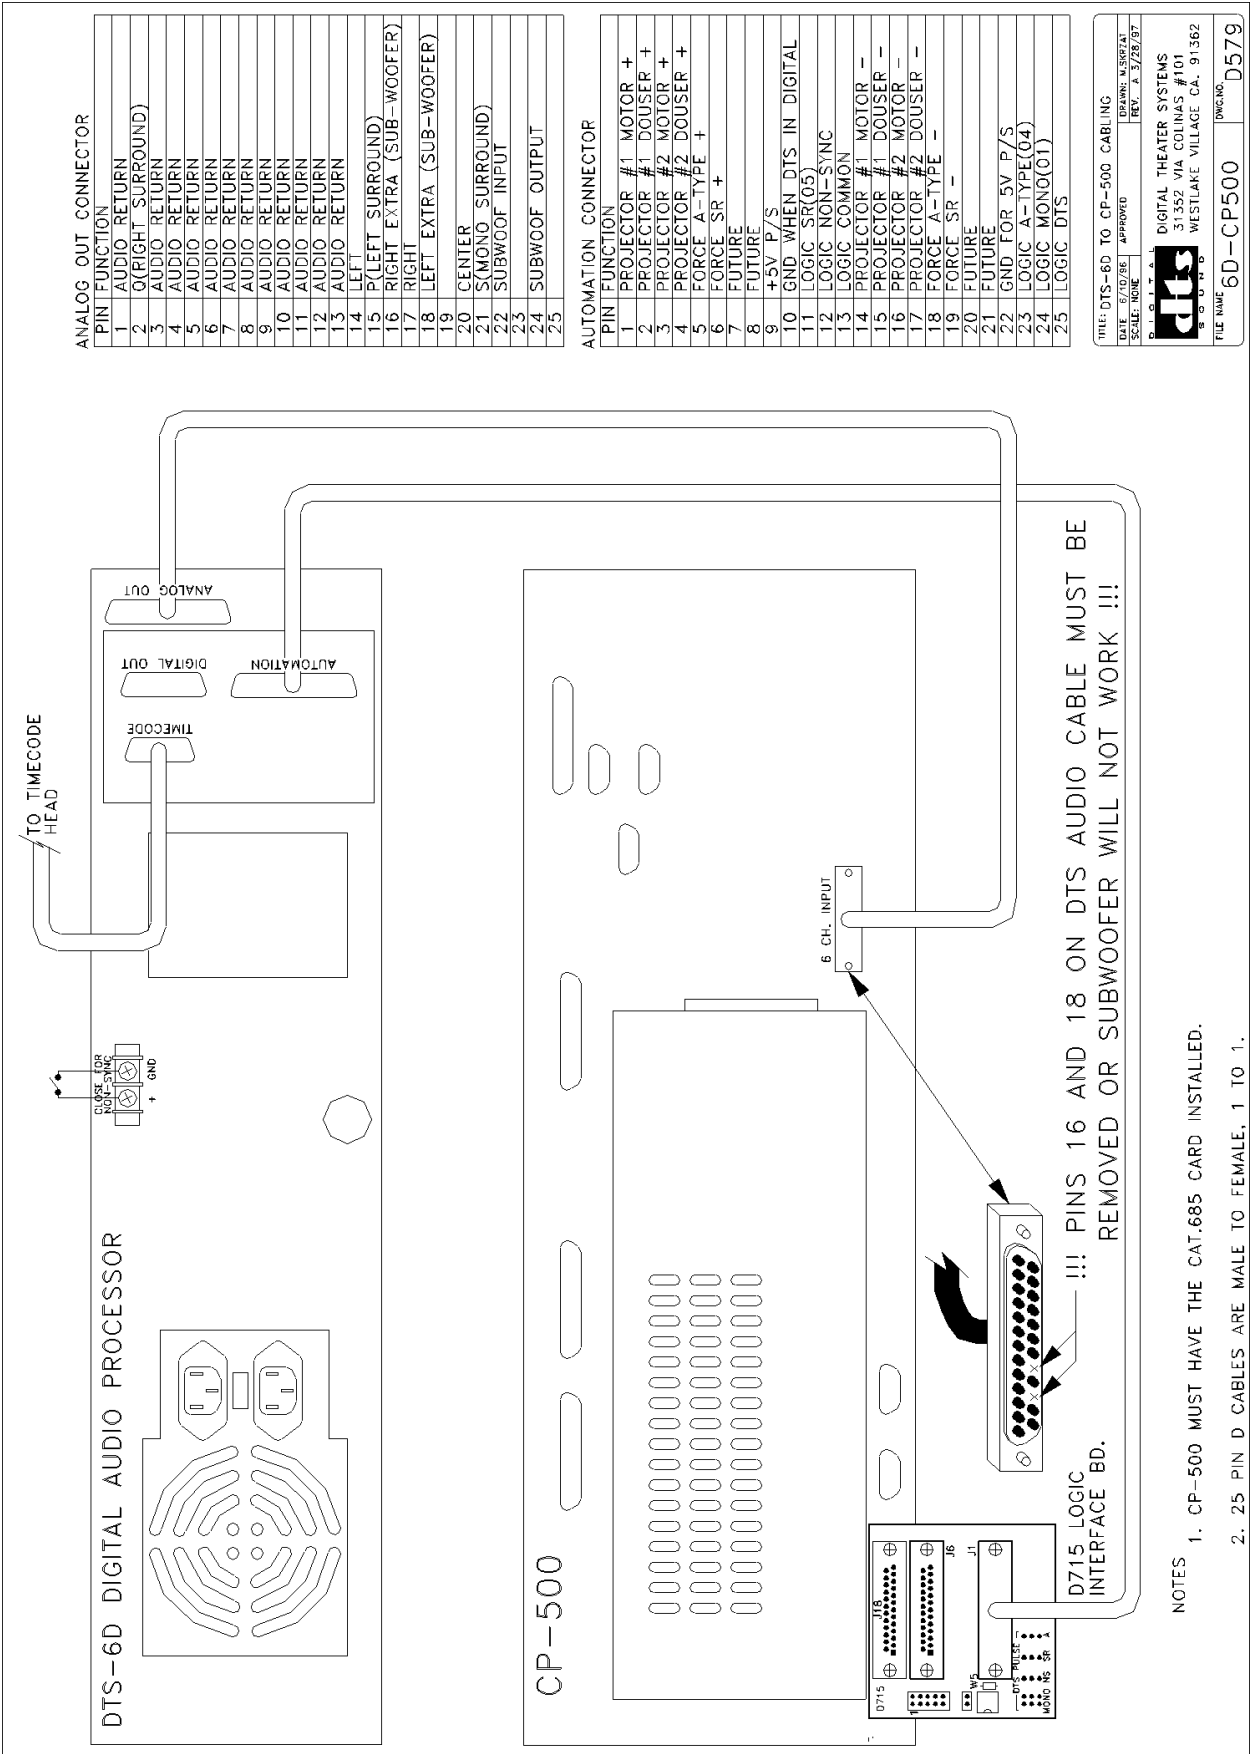 DTS-6D DIGITAL AUDIO PROCESSOR
CLOSE FOR
NON-SYNC
+ GND
TO TIMECODE
HEAD
TIMECODE
DIGITAL OUT
AUTOMATION
ANALOG OUT
CP-500
6 CH. INPUT
D715
J18
J6
J1
1
W5
DTS PULSE
MONO NS SR A
D715 LOGIC
INTERFACE BD.
!!! PINS 16 AND 18 ON DTS AUDIO CABLE MUST BE
REMOVED OR SUBWOOFER WILL NOT WORK !!!
NOTES
1. CP-500 MUST HAVE THE CAT.685 CARD INSTALLED.
2. 25 PIN D CABLES ARE MALE TO FEMALE, 1 TO 1.
ANALOG OUT CONNECTOR
PIN FUNCTION
1 AUDIO RETURN
2 Q(RIGHT SURROUND)
3 AUDIO RETURN
4 AUDIO RETURN
5 AUDIO RETURN
6 AUDIO RETURN
7 AUDIO RETURN
8 AUDIO RETURN
9 AUDIO RETURN
10 AUDIO RETURN
11 AUDIO RETURN
12 AUDIO RETURN
13 AUDIO RETURN
14 LEFT
15 P(LEFT SURROUND)
16 RIGHT EXTRA (SUB-WOOFER)
17 RIGHT
18 LEFT EXTRA (SUB-WOOFER)
19
20 CENTER
21 S(MONO SURROUND)
22 SUBWOOF INPUT
23
24 SUBWOOF OUTPUT
25
AUTOMATION CONNECTOR
PIN FUNCTION
1 PROJECTOR #1 MOTOR +
2 PROJECTOR #1 DOUSER +
3 PROJECTOR #2 MOTOR +
4 PROJECTOR #2 DOUSER +
5 FORCE A-TYPE +
6 FORCE SR +
7 FUTURE
8 FUTURE
9 +5V P/S
10 GND WHEN DTS IN DIGITAL
11 LOGIC SR(05)
12 LOGIC NON-SYNC
13 LOGIC COMMON
14 PROJECTOR #1 MOTOR -
15 PROJECTOR #1 DOUSER -
16 PROJECTOR #2 MOTOR -
17 PROJECTOR #2 DOUSER -
18 FORCE A-TYPE -
19 FORCE SR -
20 FUTURE
21 FUTURE
22 GND FOR 5V P/S
23 LOGIC A-TYPE(04)
24 LOGIC MONO(01)
25 LOGIC DTS
TITLE: DTS-6D TO CP-500 CABLING
DATE 6/10/96 APPROVED DRAWN: M.SKRZAT
SCALE: NONE REV. A 3/28/97
DIGITAL
dts
SOUND
DIGITAL THEATER SYSTEMS
31352 VIA COLINAS #101
WESTLAKE VILLAGE CA. 91362
FILE NAME 6D-CP500 DWG.NO. D579